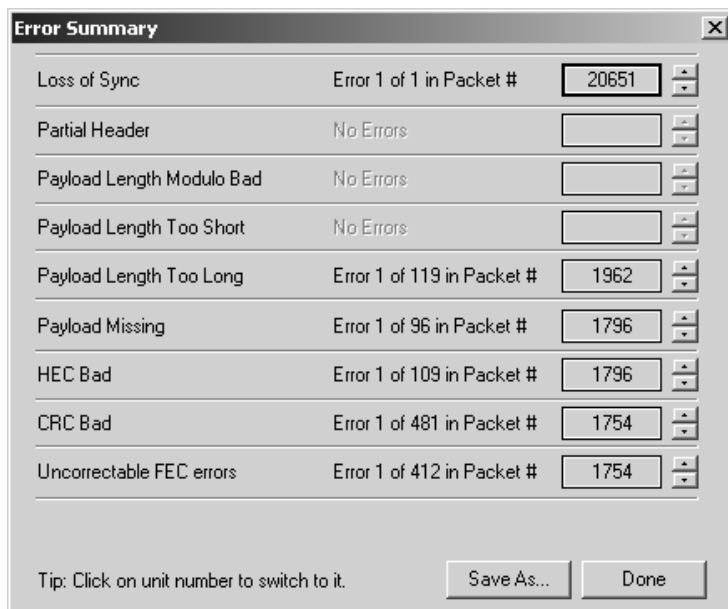 Error Summary
Loss of Sync Error 1 of 1 in Packet # 20651
Partial Header No Errors
Payload Length Modulo Bad No Errors
Payload Length Too Short No Errors
Payload Length Too Long Error 1 of 119 in Packet # 1962
Payload Missing Error 1 of 96 in Packet # 1796
HEC Bad Error 1 of 109 in Packet # 1796
CRC Bad Error 1 of 481 in Packet # 1754
Uncorrectable FEC errors Error 1 of 412 in Packet # 1754
Tip: Click on unit number to switch to it. Save As... Done